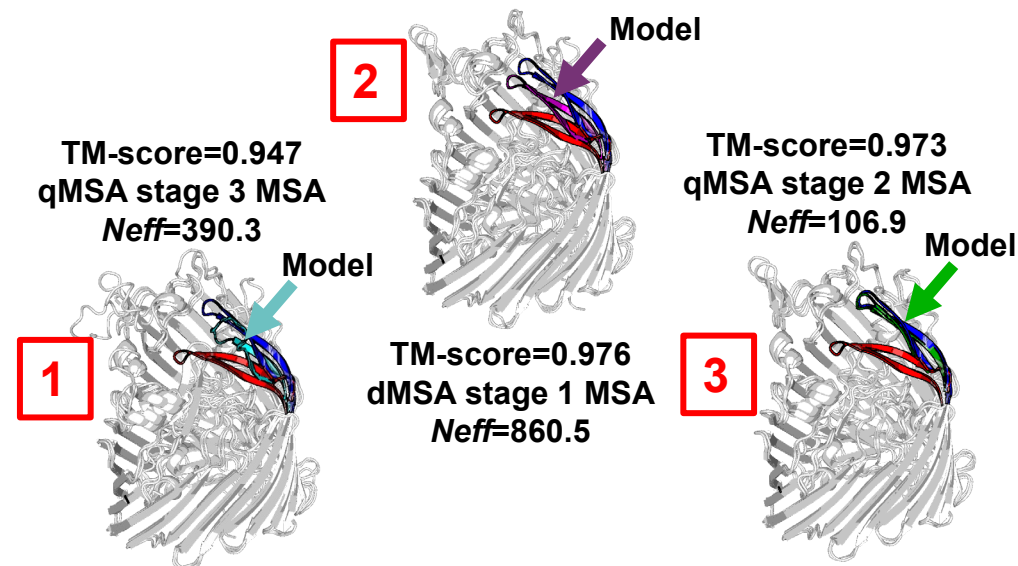 1
TM-score=0.947
qMSA stage 3 MSA
Neff=390.3
Model
2
Model
TM-score=0.976
dMSA stage 1 MSA
Neff=860.5
3
TM-score=0.973
qMSA stage 2 MSA
Neff=106.9
Model